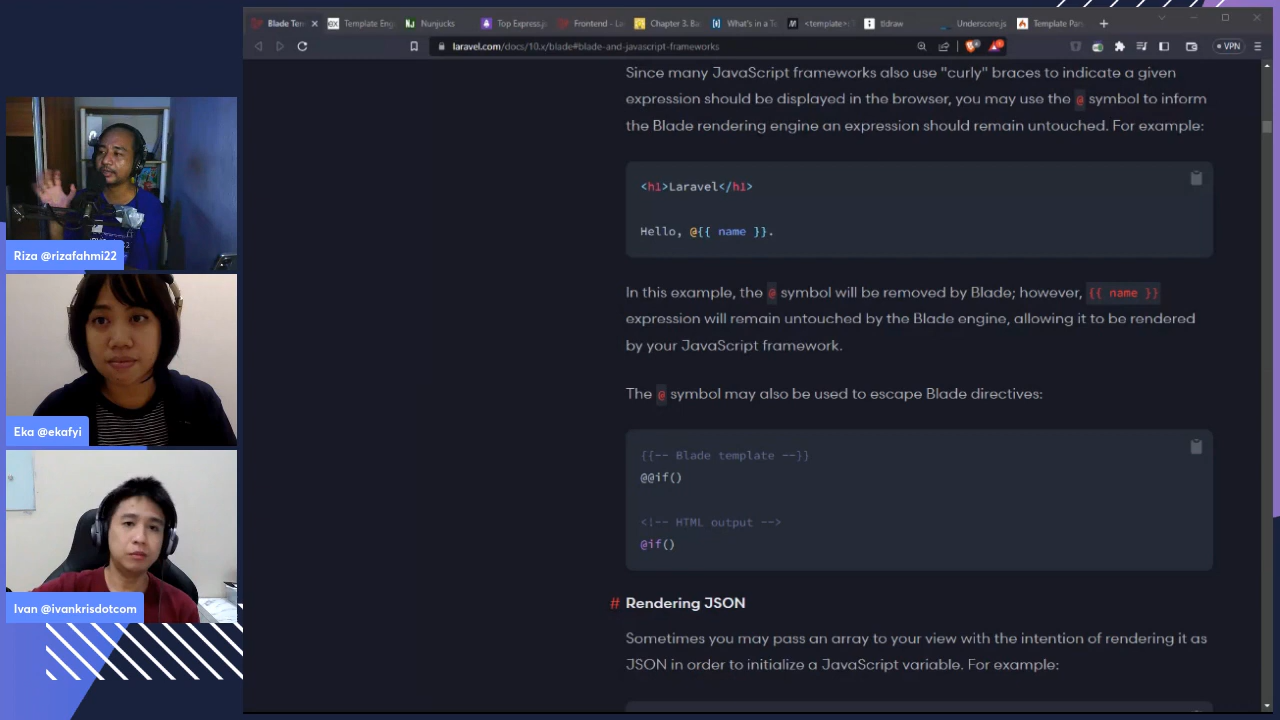 Blade Tem
Template Eng
Nunjucks
Top Express.js
Frontend - La
Chapter 3. Ba
What's in a Te
<template>:
tldraw
Underscore.js
Template Par
laravel.com/docs/10.x/blade#blade-and-javascript-frameworks
VPN
Since many JavaScript frameworks also use "curly" braces to indicate a given
expression should be displayed in the browser, you may use the @ symbol to inform
the Blade rendering engine an expression should remain untouched. For example:
<h1>Laravel</h1>
Hello, @{{ name }}.
In this example, the @ symbol will be removed by Blade; however, {{ name }}
expression will remain untouched by the Blade engine, allowing it to be rendered
by your JavaScript framework.
The @ symbol may also be used to escape Blade directives:
{{-- Blade template --}}
@@if()
<!-- HTML output -->
@if()
# Rendering JSON
Sometimes you may pass an array to your view with the intention of rendering it as
JSON in order to initialize a JavaScript variable. For example:
Riza @rizafahmi22
Eka @ekafyi
Ivan @ivankrisdotcom